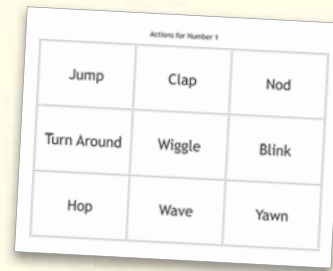 Actions for Number 1
Jump Clap Nod
Turn Around Wiggle Blink
Hop Wave Yawn